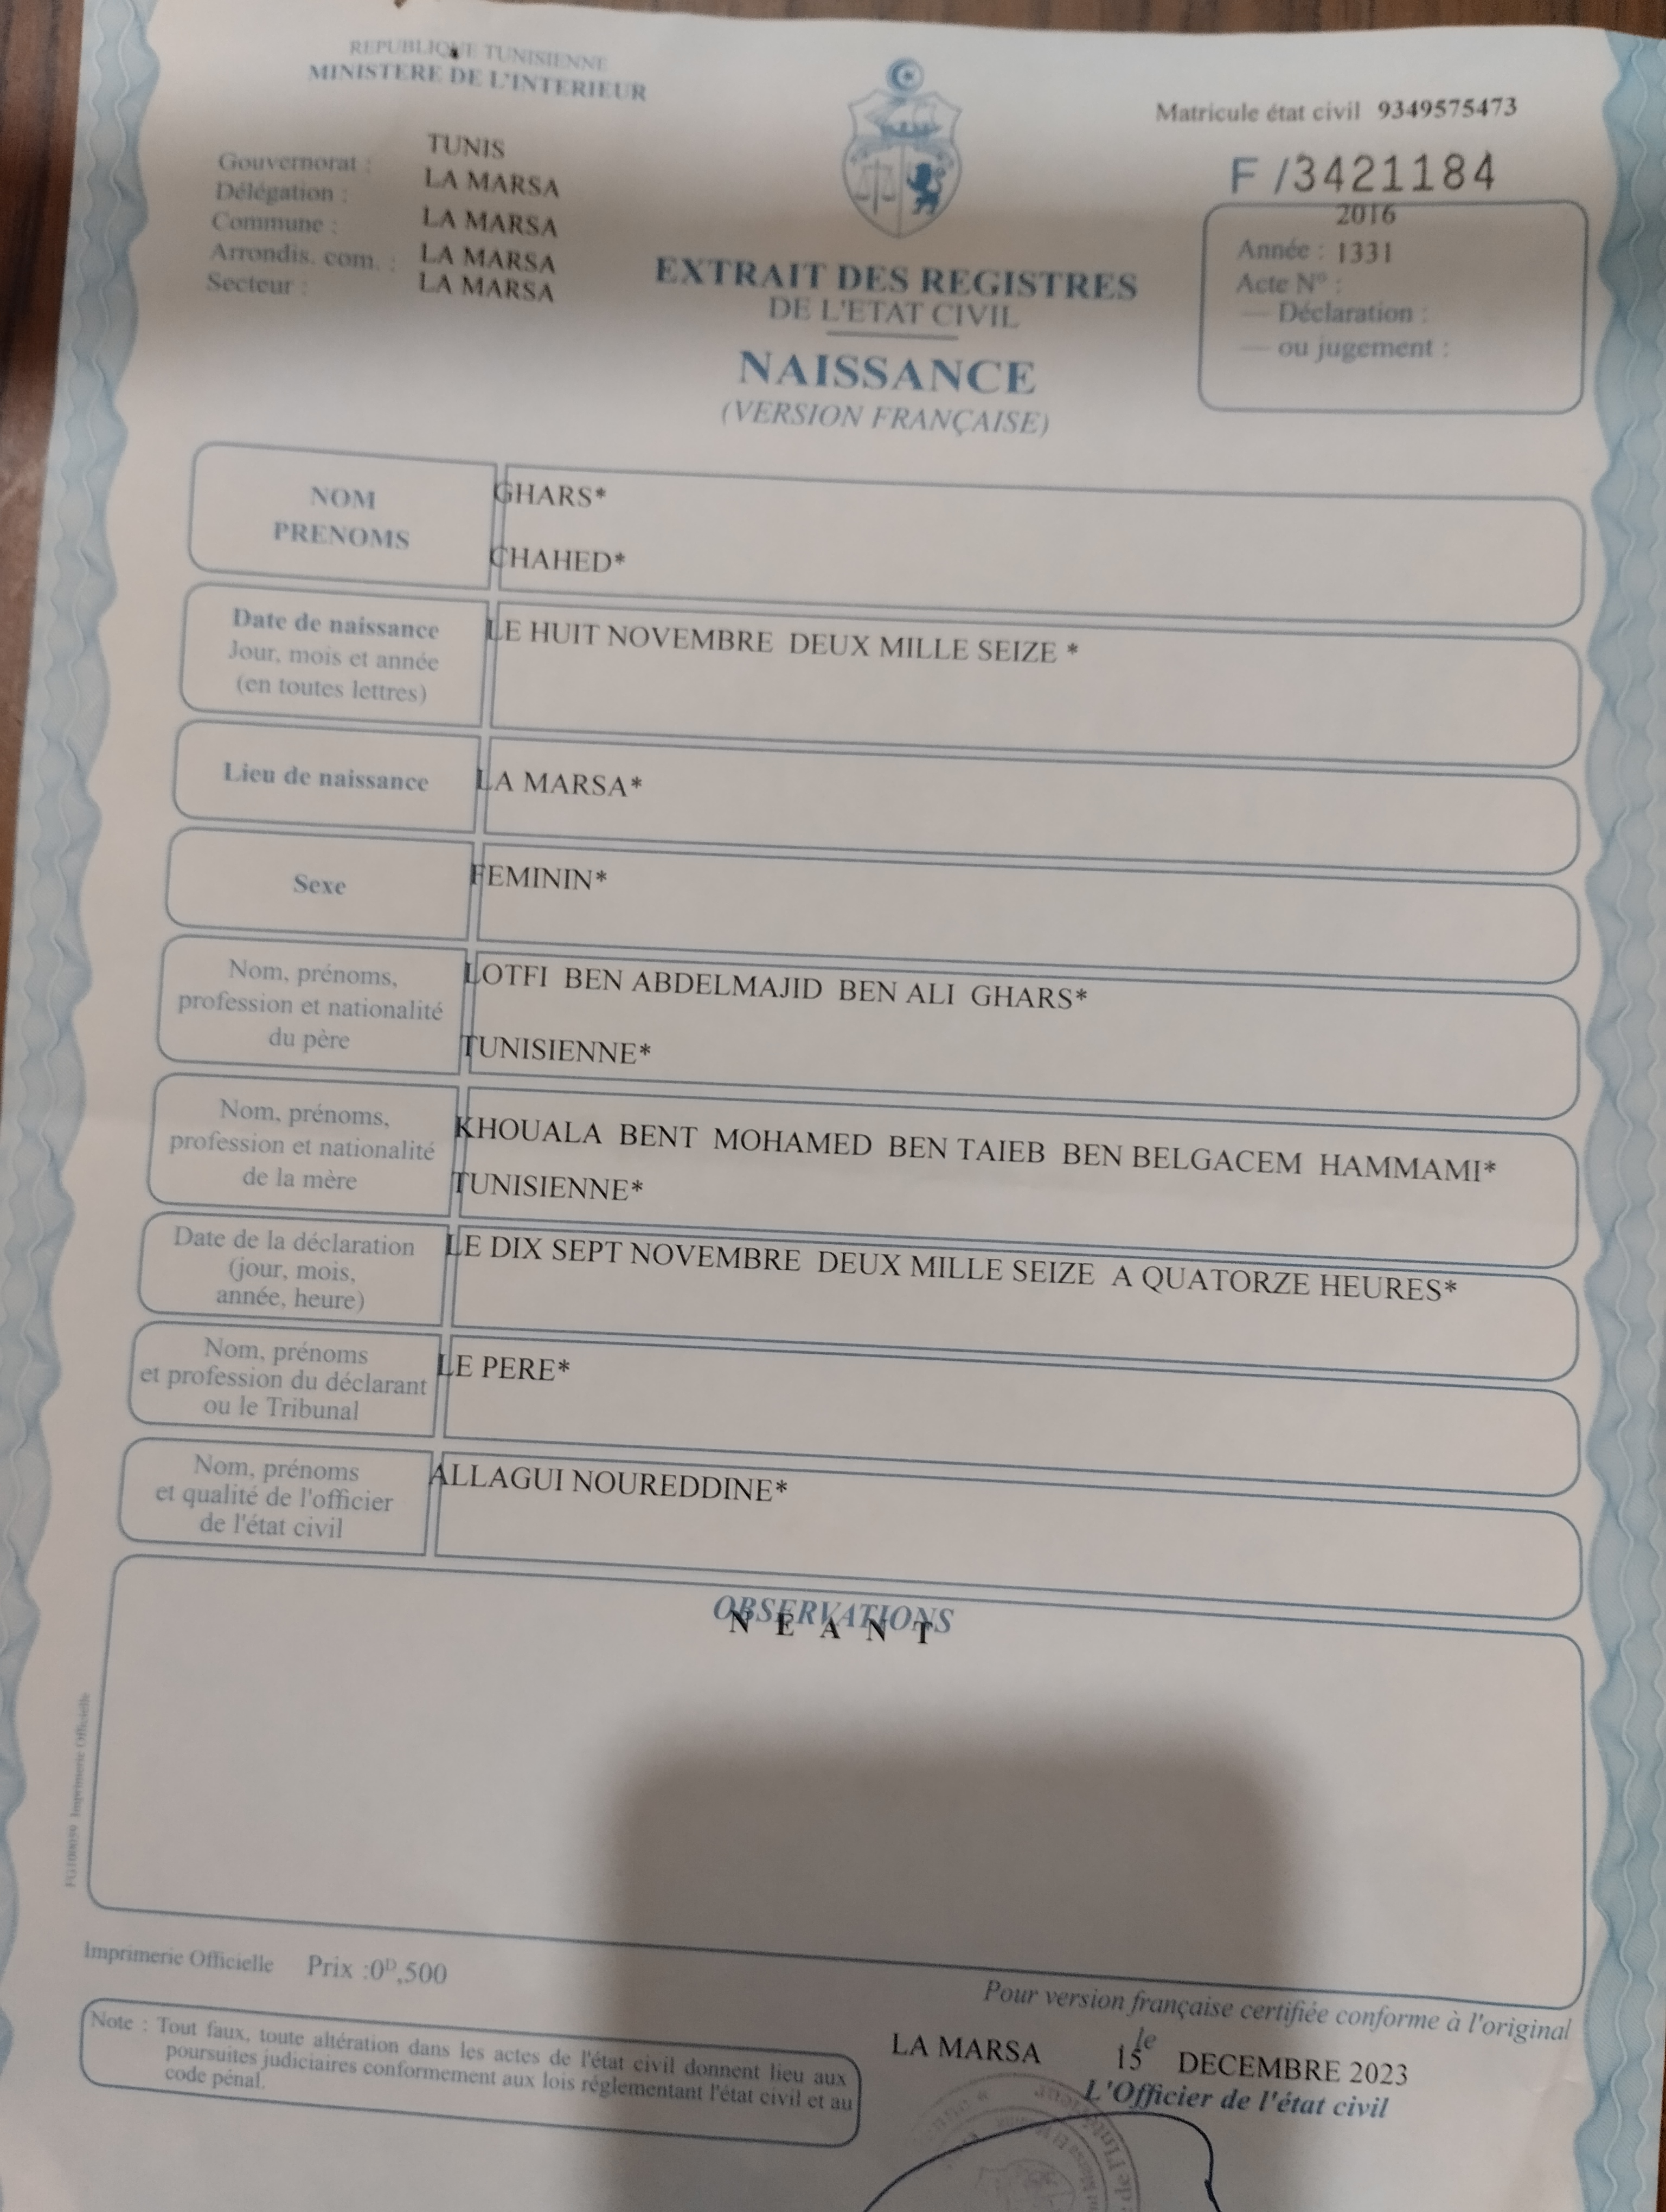 REPUBLIQUE TUNISIENNE
MINISTERE DE L'INTERIEUR
Gouvernorat : TUNIS
Délégation : LA MARSA
Commune : LA MARSA
Arrondis. com. : LA MARSA
Secteur : LA MARSA
Matricule état civil 9349575473
F /3421184
2016
Année : 1331
Acte N° :
— Déclaration :
— ou jugement :
EXTRAIT DES REGISTRES
DE L'ETAT CIVIL
NAISSANCE
(VERSION FRANÇAISE)
NOM GHARS*
PRENOMS CHAHED*
Date de naissance
Jour, mois et année
(en toutes lettres)
LE HUIT NOVEMBRE DEUX MILLE SEIZE *
Lieu de naissance LA MARSA*
Sexe FEMININ*
Nom, prénoms,
profession et nationalité
du père
LOTFI BEN ABDELMAJID BEN ALI GHARS*
TUNISIENNE*
Nom, prénoms,
profession et nationalité
de la mère
KHOUALA BENT MOHAMED BEN TAIEB BEN BELGACEM HAMMAMI*
TUNISIENNE*
Date de la déclaration
(jour, mois,
année, heure)
LE DIX SEPT NOVEMBRE DEUX MILLE SEIZE A QUATORZE HEURES*
Nom, prénoms
et profession du déclarant
ou le Tribunal
LE PERE*
Nom, prénoms
et qualité de l'officier
de l'état civil
ALLAGUI NOUREDDINE*
OBSERVATIONS
N E A N T
Imprimerie Officielle
Imprimerie Officielle Prix :0ᴰ,500
Note : Tout faux, toute altération dans les actes de l'état civil donnent lieu aux
poursuites judiciaires conformement aux lois réglementant l'état civil et au
code pénal.
Pour version française certifiée conforme à l'original
LA MARSA le 15 DECEMBRE 2023
L'Officier de l'état civil